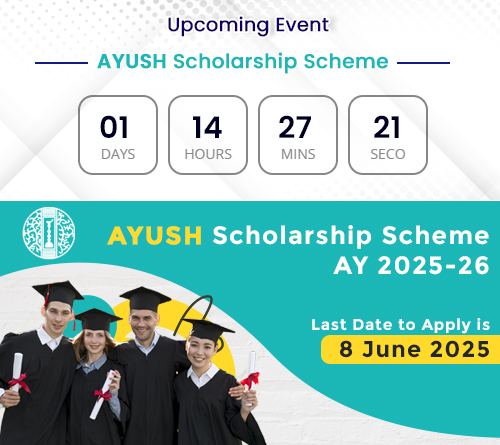 Upcoming Event
AYUSH Scholarship Scheme
01 14 27 21
DAYS HOURS MINS SECO
AYUSH Scholarship Scheme
AY 2025-26
Last Date to Apply is
8 June 2025